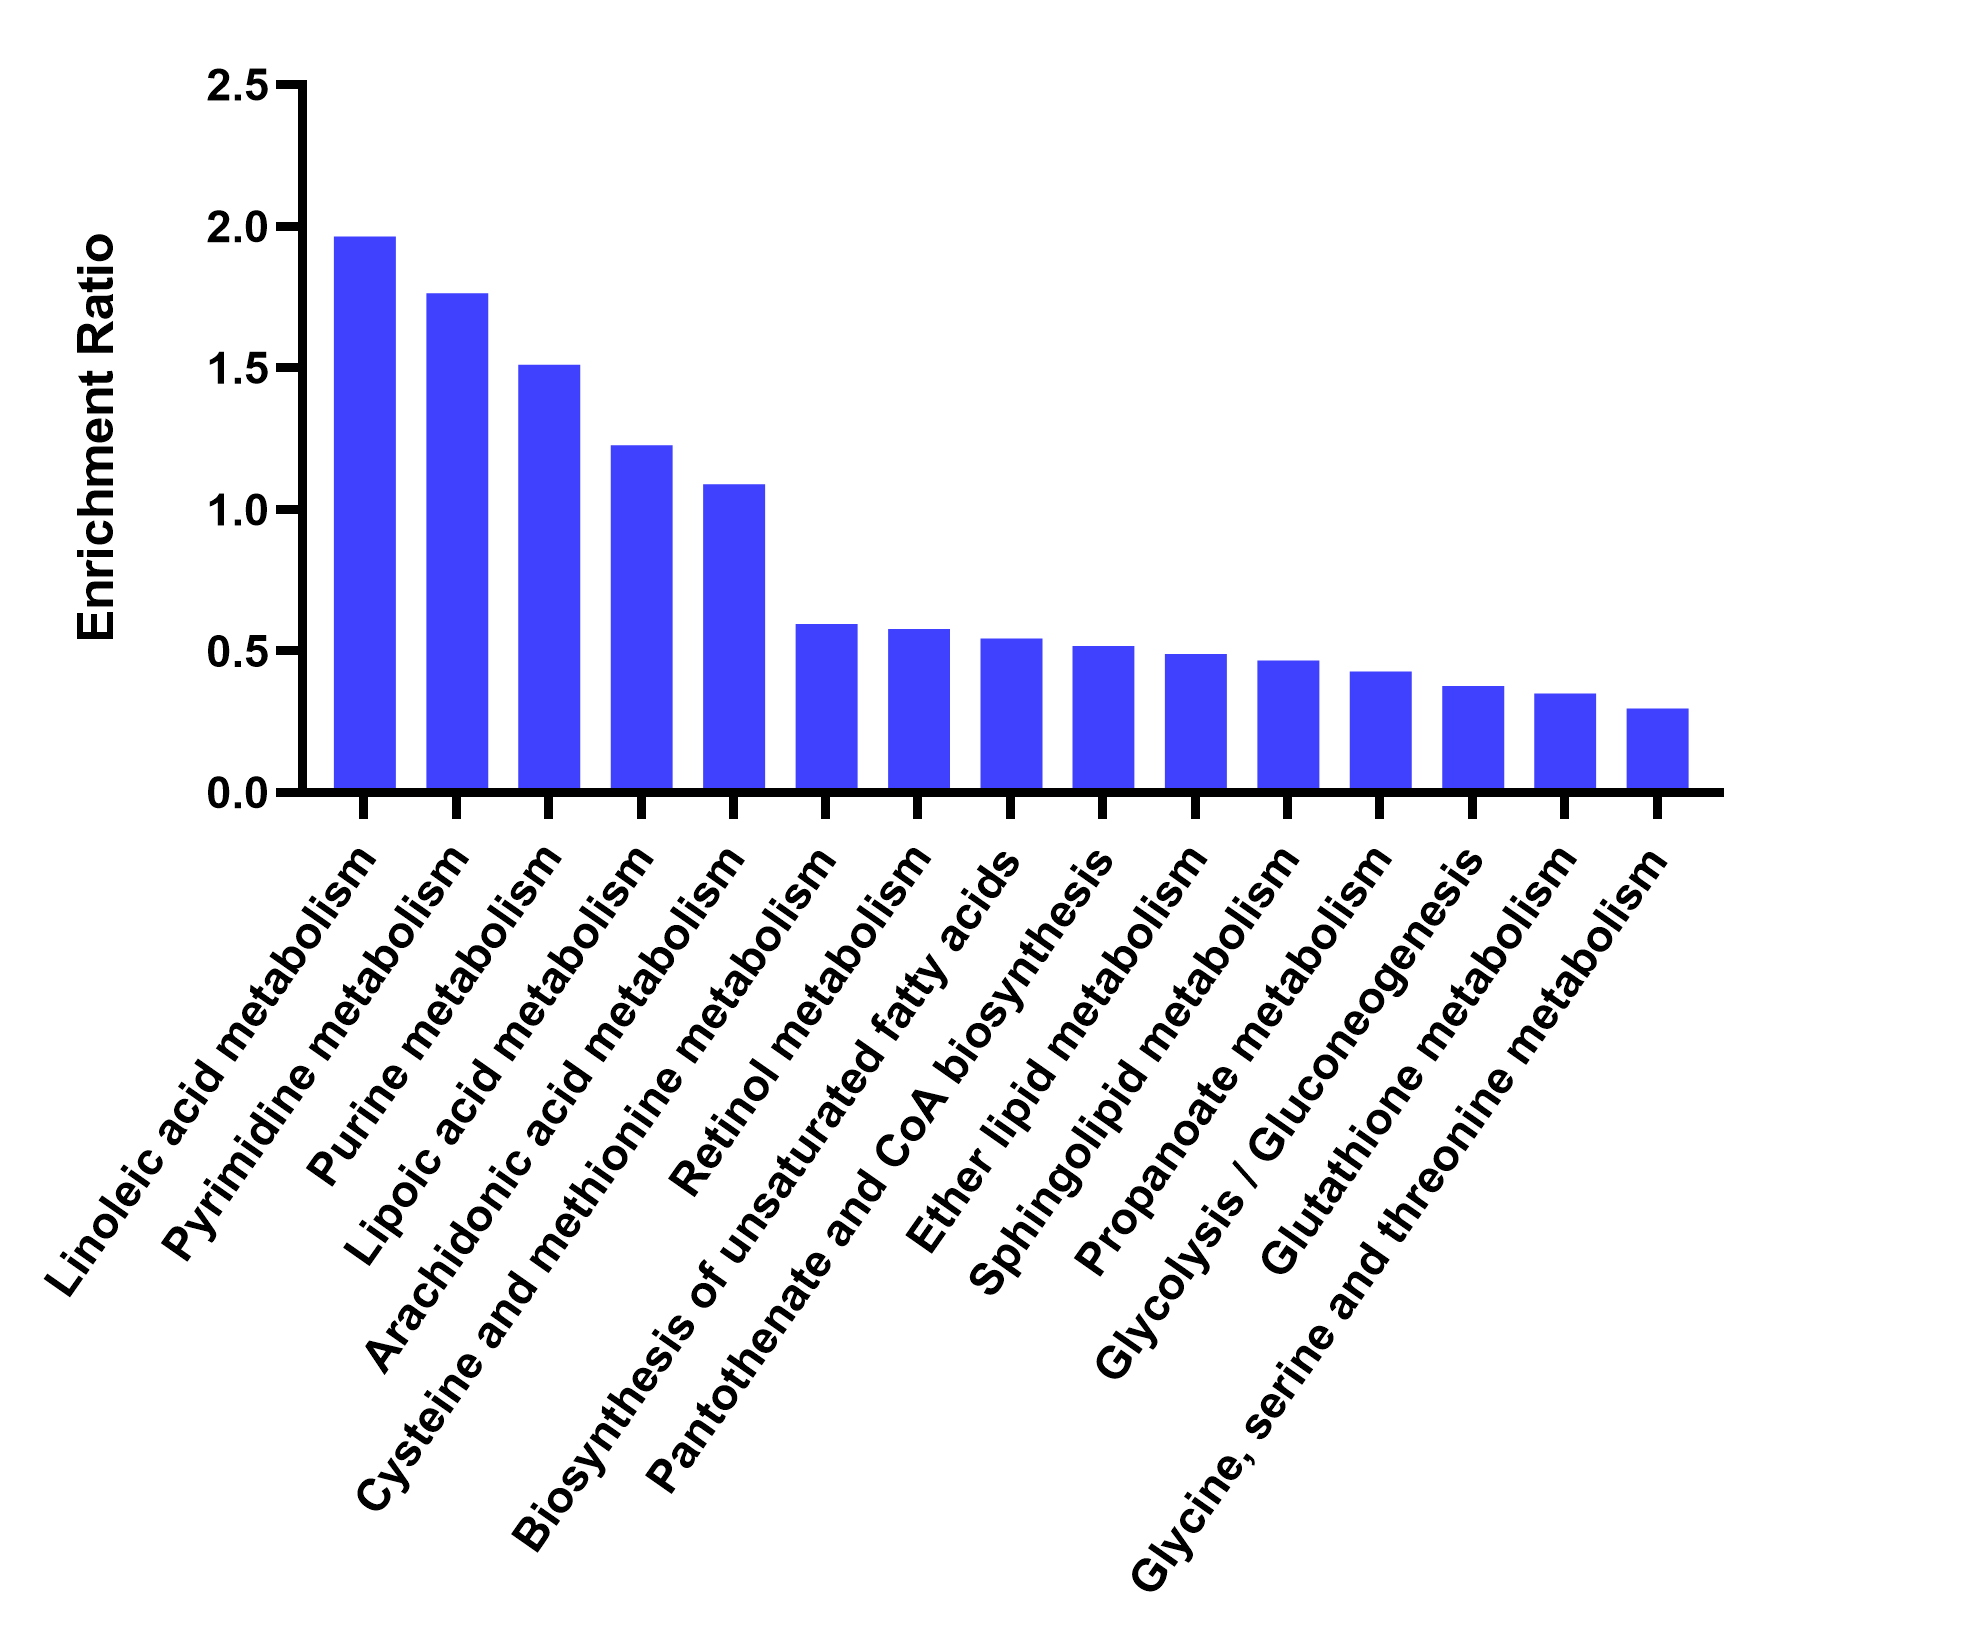 Enrichment Ratio
2.5
2.0
1.5
1.0
0.5
0.0
Linoleic acid metabolism
Pyrimidine metabolism
Purine metabolism
Lipoic acid metabolism
Arachidonic acid metabolism
Cysteine and methionine metabolism
Retinol metabolism
Biosynthesis of unsaturated fatty acids
Pantothenate and CoA biosynthesis
Ether lipid metabolism
Sphingolipid metabolism
Propanoate metabolism
Glycolysis / Gluconeogenesis
Glutathione metabolism
Glycine, serine and threonine metabolism